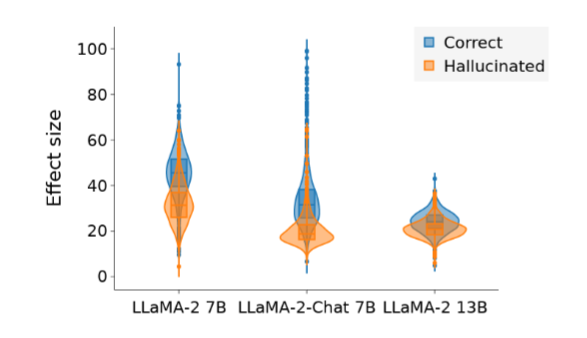 Correct
Hallucinated
Effect size
100
80
60
40
20
0
LLaMA-2 7B
LLaMA-2-Chat 7B
LLaMA-2 13B